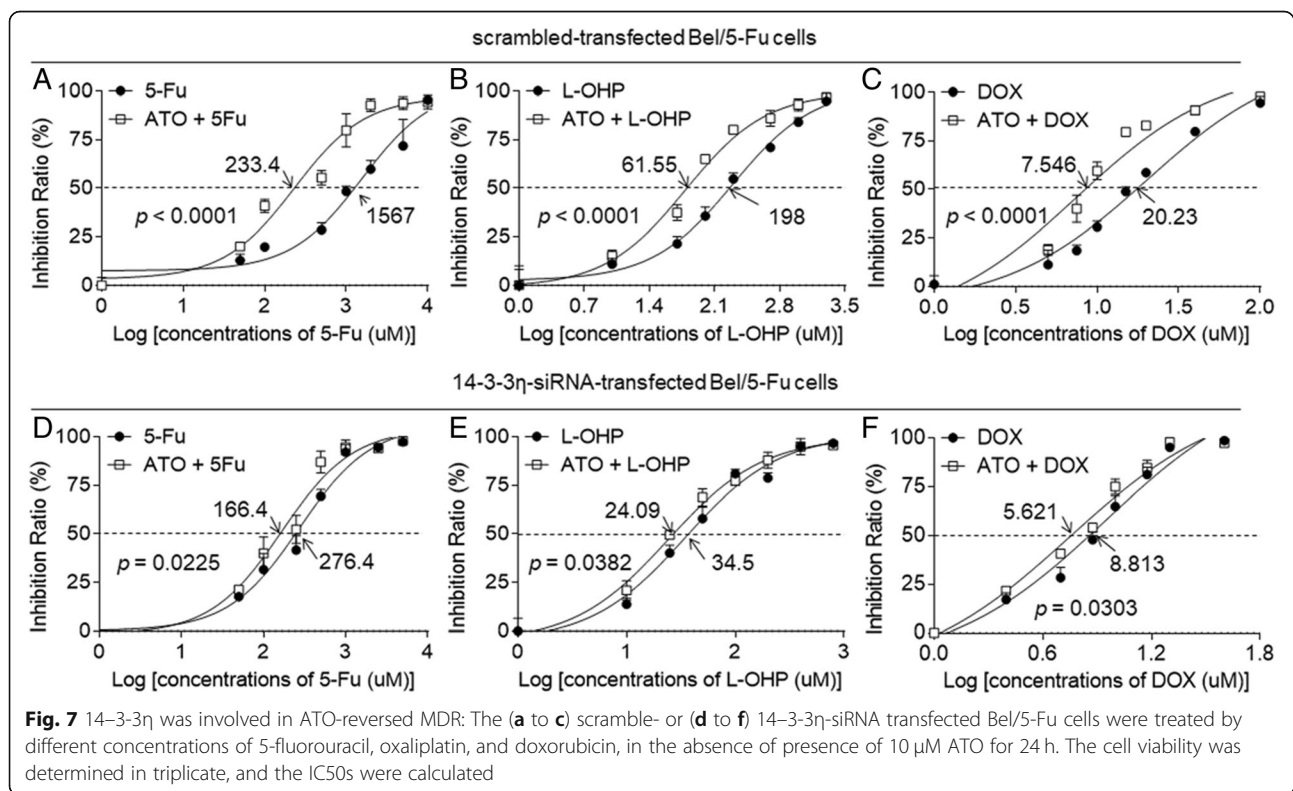 scrambled-transfected Bel/5-Fu cells
A
5-Fu
ATO + 5Fu
Inhibition Ratio (%)
100
75
50
25
0
233.4
p < 0.0001
1567
1
2
3
4
Log [concentrations of 5-Fu (uM)]
B
L-OHP
ATO + L-OHP
Inhibition Ratio (%)
100
75
50
25
0
61.55
p < 0.0001
198
0.0
0.7
1.4
2.1
2.8
3.5
Log [concentrations of L-OHP (uM)]
C
DOX
ATO + DOX
Inhibition Ratio (%)
100
75
50
25
0
7.546
p < 0.0001
20.23
0.0
0.5
1.0
1.5
2.0
Log [concentrations of DOX (uM)]
14-3-3η-siRNA-transfected Bel/5-Fu cells
D
5-Fu
ATO + 5Fu
Inhibition Ratio (%)
100
75
50
25
0
166.4
p = 0.0225
276.4
0
1
2
3
4
Log [concentrations of 5-Fu (uM)]
E
L-OHP
ATO + L-OHP
Inhibition Ratio (%)
100
75
50
25
0
24.09
p = 0.0382
34.5
0
1
2
3
Log [concentrations of L-OHP (uM)]
F
DOX
ATO + DOX
Inhibition Ratio (%)
100
75
50
25
0
5.621
8.813
p = 0.0303
0.0
0.6
1.2
1.8
Log [concentrations of DOX (uM)]
Fig. 7 14–3-3η was involved in ATO-reversed MDR: The (a to c) scramble- or (d to f) 14–3-3η-siRNA transfected Bel/5-Fu cells were treated by
different concentrations of 5-fluorouracil, oxaliplatin, and doxorubicin, in the absence of presence of 10 μM ATO for 24 h. The cell viability was
determined in triplicate, and the IC50s were calculated